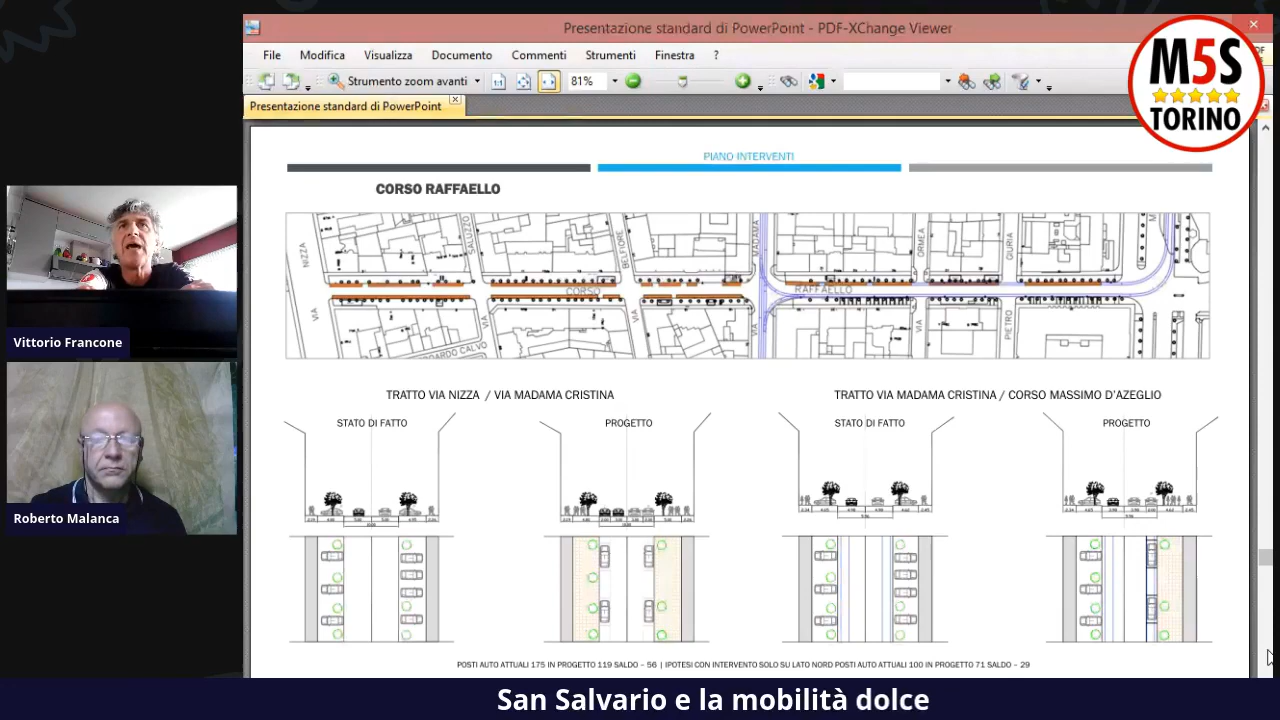 Presentazione standard di PowerPoint - PDF-XChange Viewer
File Modifica Visualizza Documento Commenti Strumenti Finestra ?
Strumento zoom avanti 81%
Presentazione standard di PowerPoint
M5S
TORINO
PIANO INTERVENTI
CORSO RAFFAELLO
VIA NIZZA
VIA SALUZZO
VIA BELFIORE
VIA MADAMA
VIA ORMEA
PIETRO GIURIA
CORSO RAFFAELLO
CALVO
TRATTO VIA NIZZA / VIA MADAMA CRISTINA
TRATTO VIA MADAMA CRISTINA / CORSO MASSIMO D'AZEGLIO
STATO DI FATTO
PROGETTO
STATO DI FATTO
PROGETTO
POSTI AUTO ATTUALI 175 IN PROGETTO 119 SALDO – 56 | IPOTESI CON INTERVENTO SOLO SU LATO NORD POSTI AUTO ATTUALI 100 IN PROGETTO 71 SALDO – 29
Vittorio Francone
Roberto Malanca
San Salvario e la mobilità dolce